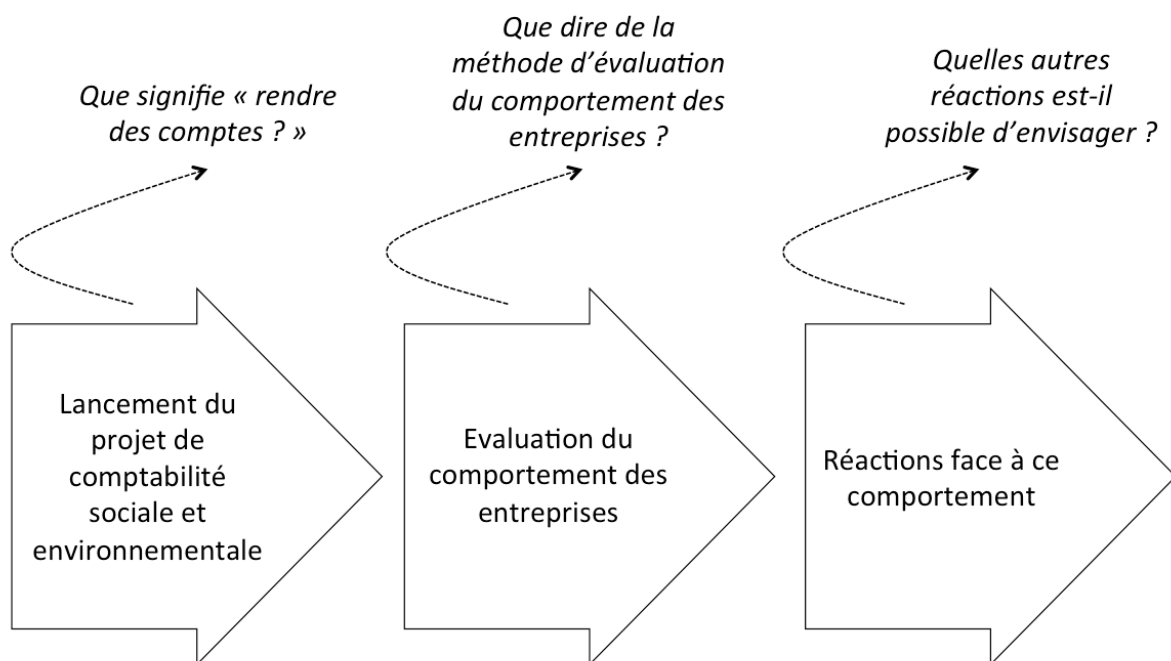 Que signifie « rendre
des comptes ? »
Que dire de la
méthode d’évaluation
du comportement des
entreprises ?
Quelles autres
réactions est-il
possible d’envisager ?
Lancement du
projet de
comptabilité
sociale et
environnementale
Evaluation du
comportement des
entreprises
Réactions face à ce
comportement